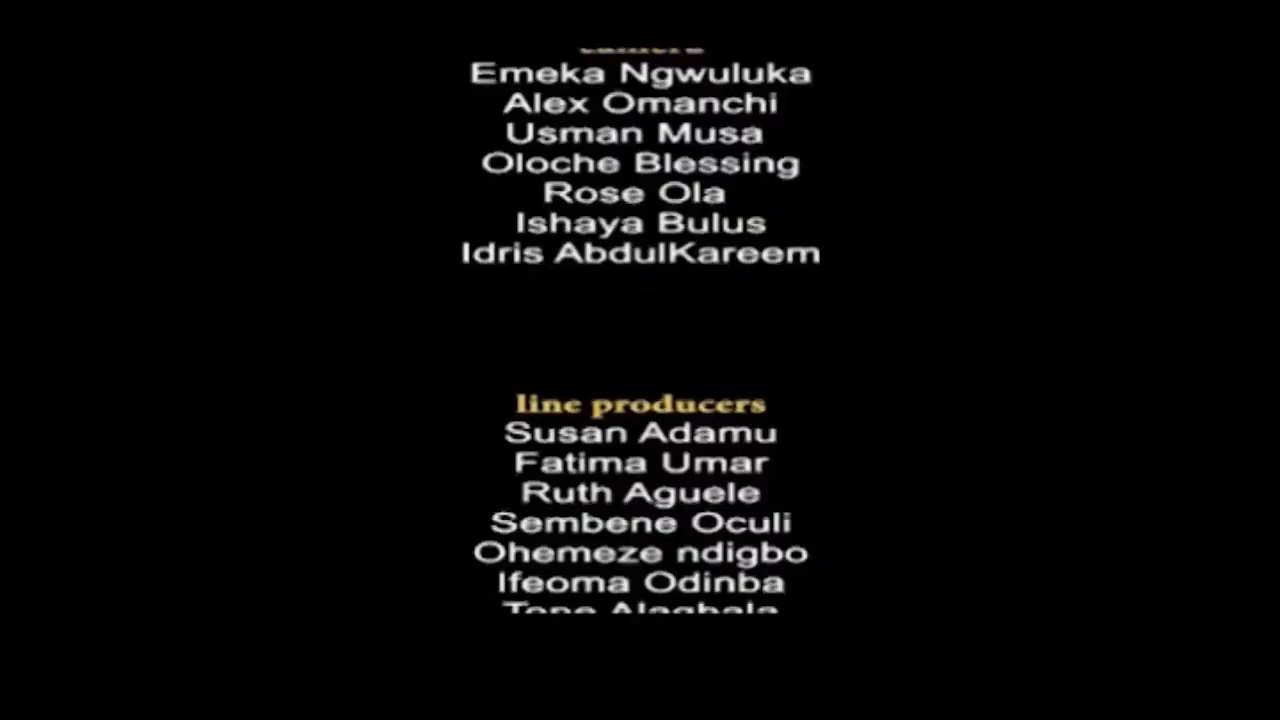 camera
Emeka Ngwuluka
Alex Omanchi
Usman Musa
Oloche Blessing
Rose Ola
Ishaya Bulus
Idris AbdulKareem
line producers
Susan Adamu
Fatima Umar
Ruth Aguele
Sembene Oculi
Ohemeze ndigbo
Ifeoma Odinba